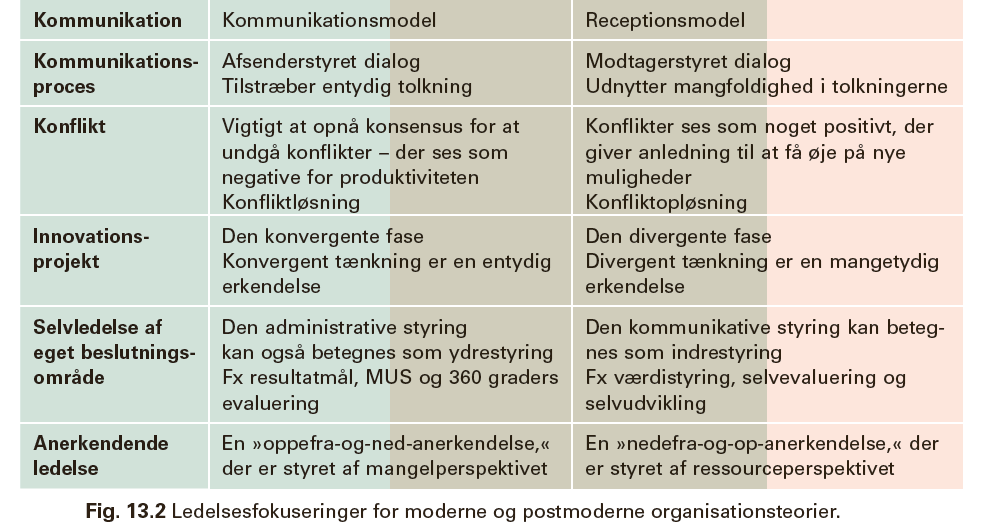 Kommunikation Kommunikationsmodel Receptionsmodel
Kommunikations-
proces
Afsenderstyret dialog
Tilstræber entydig tolkning
Modtagerstyret dialog
Udnytter mangfoldighed i tolkningerne
Konflikt
Vigtigt at opnå konsensus for at
undgå konflikter – der ses som
negative for produktiviteten
Konfliktløsning
Konflikter ses som noget positivt, der
giver anledning til at få øje på nye
muligheder
Konfliktopløsning
Innovations-
projekt
Den konvergente fase
Konvergent tænkning er en entydig
erkendelse
Den divergente fase
Divergent tænkning er en mangetydig
erkendelse
Selvledelse af
eget beslutnings-
område
Den administrative styring
kan også betegnes som ydrestyring
Fx resultatmål, MUS og 360 graders
evaluering
Den kommunikative styring kan beteg-
nes som indrestyring
Fx værdistyring, selvevaluering og
selvudvikling
Anerkendende
ledelse
En »oppefra-og-ned-anerkendelse,«
der er styret af mangelperspektivet
En »nedefra-og-op-anerkendelse,« der
er styret af ressourceperspektivet
Fig. 13.2 Ledelsesfokuseringer for moderne og postmoderne organisationsteorier.